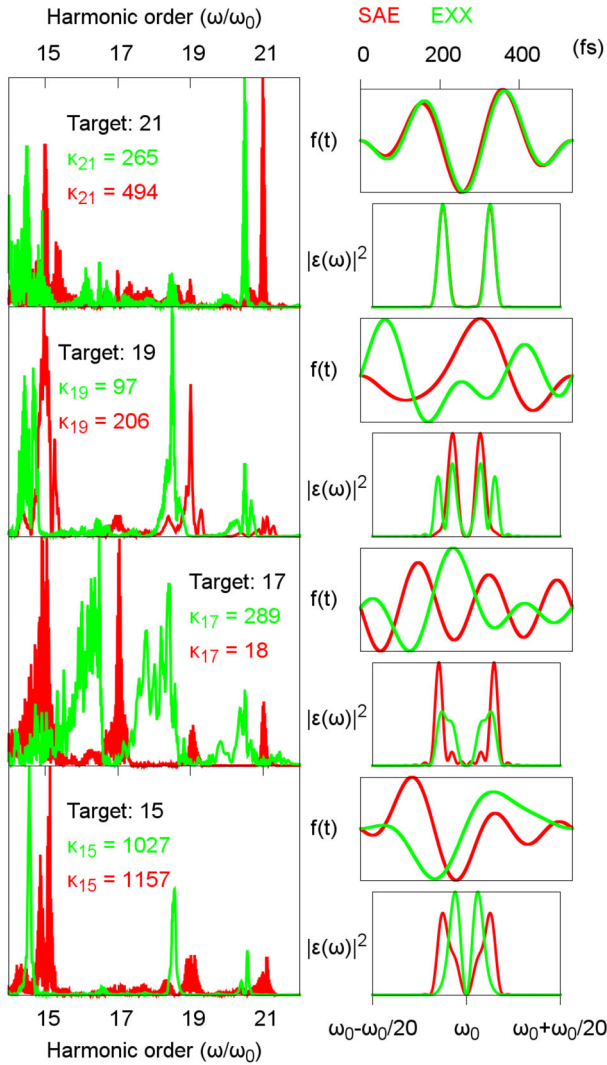 Harmonic order (ω/ω₀)
15 17 19 21
SAE EXX
0 200 400 (fs)
Target: 21
κ₂₁ = 265
κ₂₁ = 494
f(t)
|ε(ω)|²
Target: 19
κ₁₉ = 97
κ₁₉ = 206
f(t)
|ε(ω)|²
Target: 17
κ₁₇ = 289
κ₁₇ = 18
f(t)
|ε(ω)|²
Target: 15
κ₁₅ = 1027
κ₁₅ = 1157
f(t)
|ε(ω)|²
15 17 19 21
Harmonic order (ω/ω₀)
ω₀-ω₀/20 ω₀ ω₀+ω₀/20